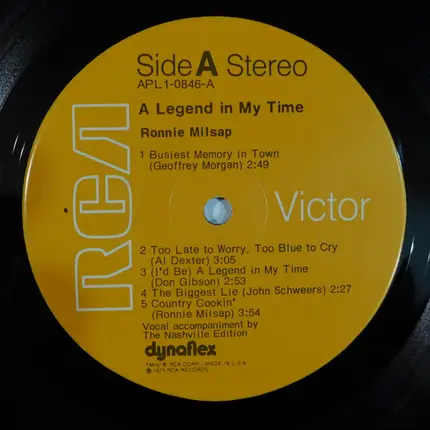 Side A Stereo
APL1-0846-A
A Legend in My Time
Ronnie Milsap
1 Busiest Memory in Town
(Geoffrey Morgan) 2:49
RCA
Victor
2 Too Late to Worry, Too Blue to Cry
(Al Dexter) 3:05
3 (I'd Be) A Legend in My Time
(Don Gibson) 2:53
4 The Biggest Lie (John Schweers) 2:27
5 Country Cookin'
(Ronnie Milsap) 3:54
Vocal accompaniment by
The Nashville Edition
dynaflex
RCA CORP.—MADE IN U.S.A.
1975 RCA RECORDS